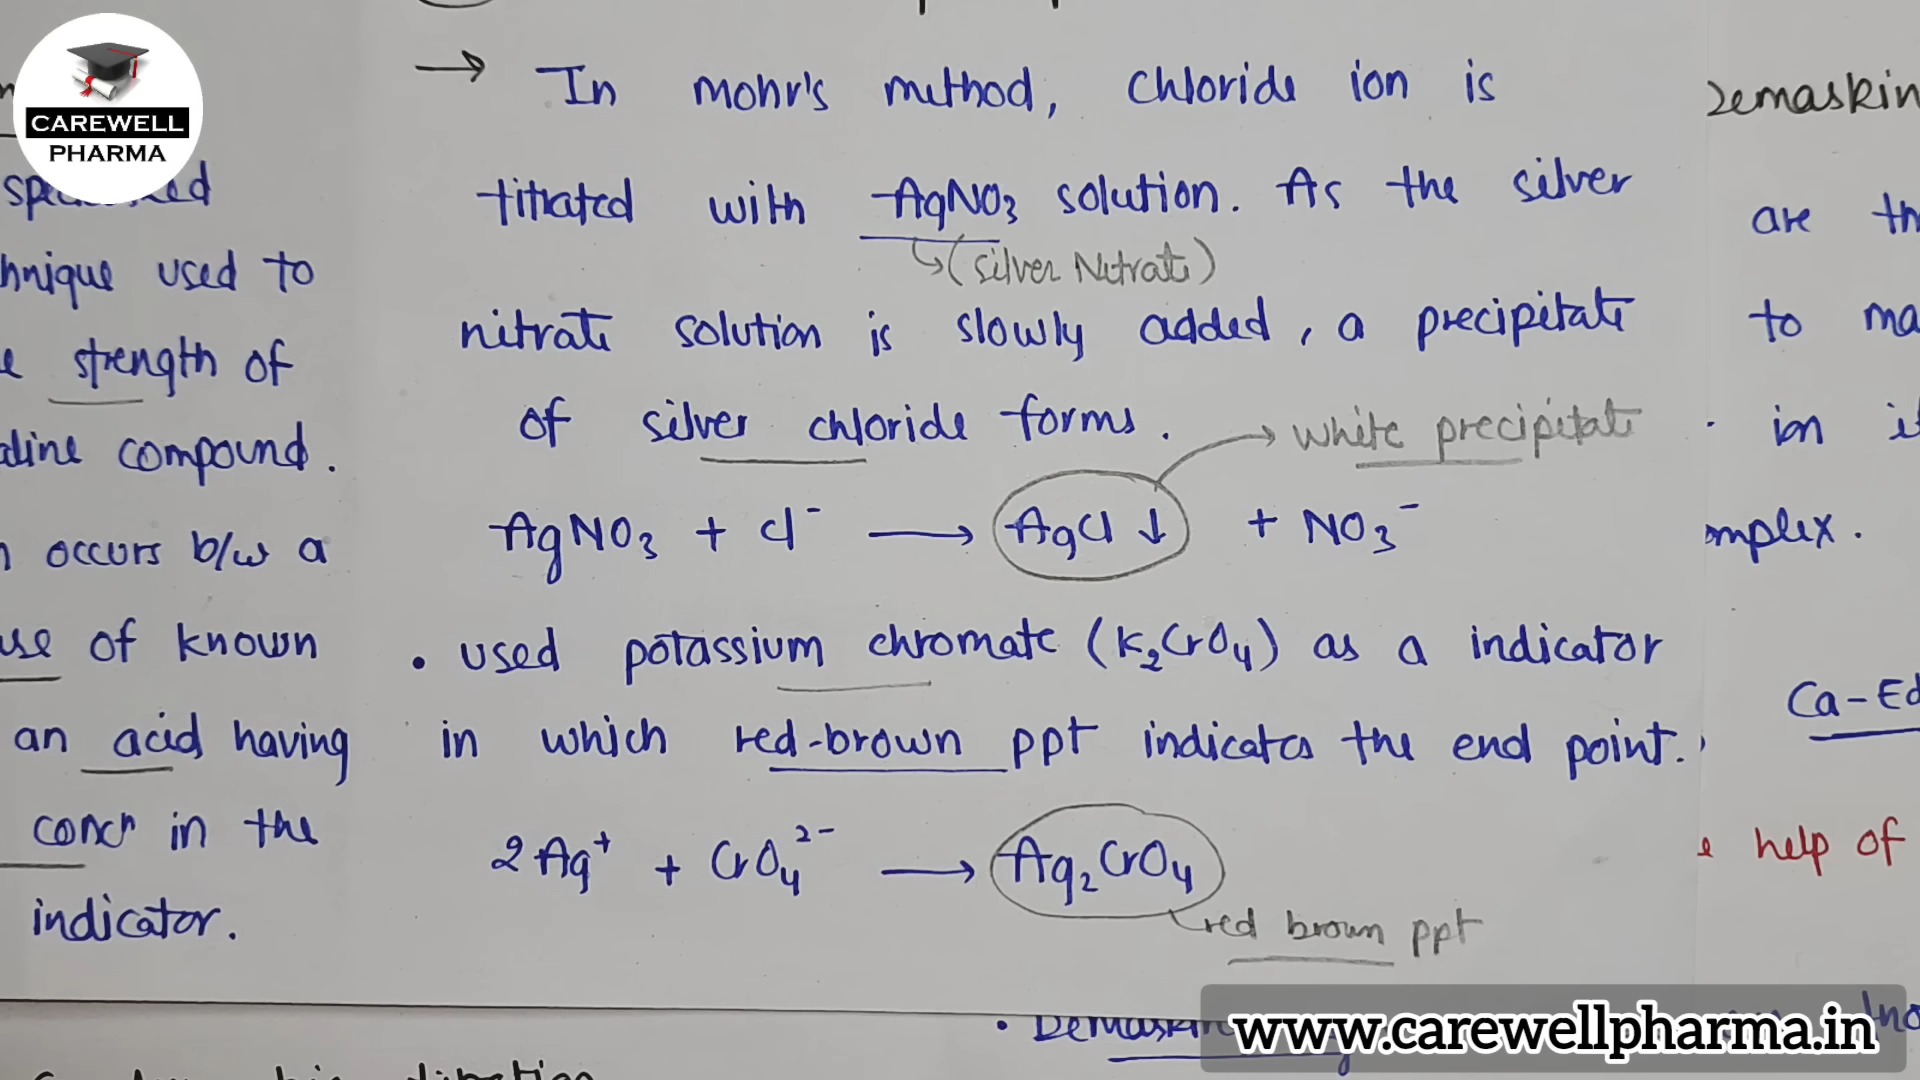 CAREWELL
PHARMA
hnique used to
strength of
aline compound.
occurs b/w a
use of known
an acid having
concn in the
indicator.
→ In mohr's method, chloride ion is
titrated with AgNO3 solution. As the silver
(silver Nitrate)
nitrate solution is slowly added, a precipitate
of silver chloride forms. → white precipitate
AgNO3 + Cl⁻ → AgCl ↓ + NO3⁻
• used potassium chromate (K2CrO4) as a indicator
in which red-brown ppt indicates the end point.
2Ag⁺ + CrO4²⁻ → Ag2CrO4
red brown ppt
are th
to ma
ion i
omplex.
Ca-Ed
help of
www.carewellpharma.in